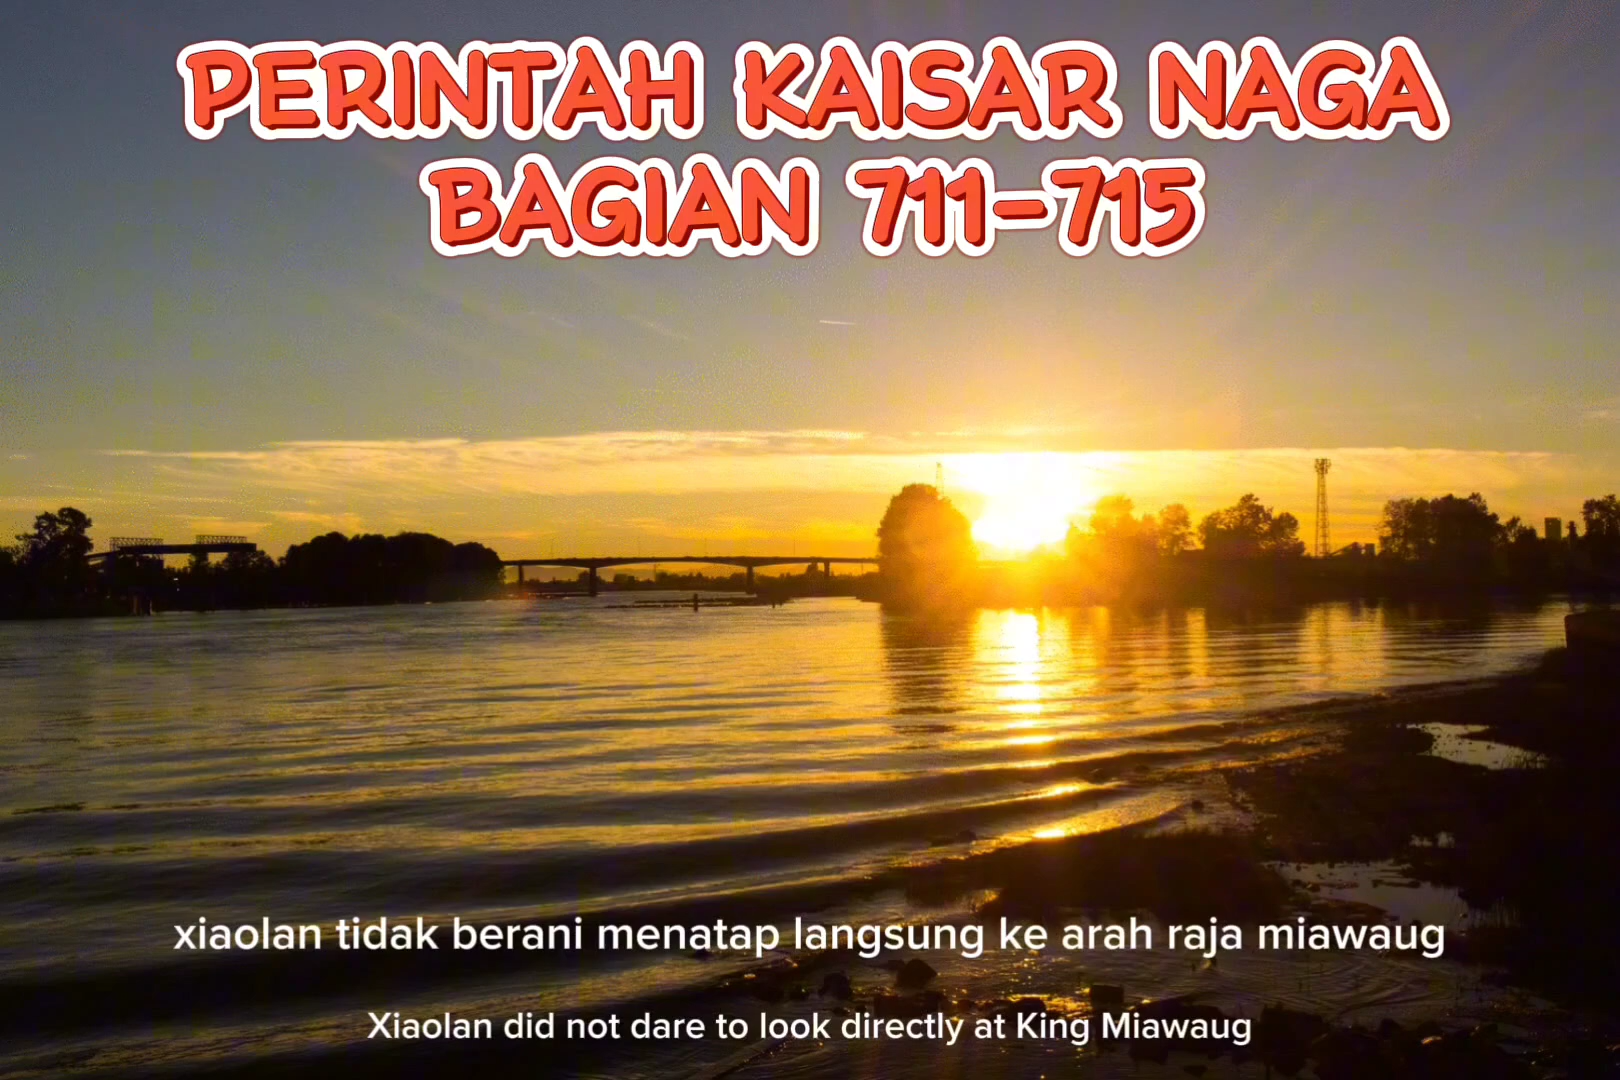 PERINTAH KAISAR NAGA
BAGIAN 711-715
xiaolan tidak berani menatap langsung ke arah raja miawaug
Xiaolan did not dare to look directly at King Miawaug